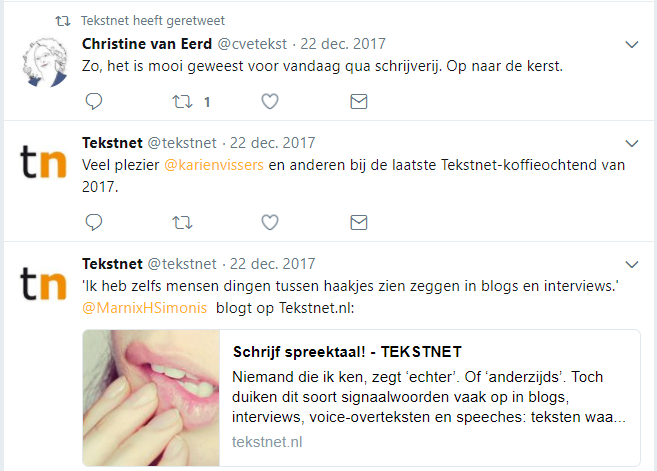 Tekstnet heeft geretweet
Christine van Eerd @cvetekst · 22 dec. 2017
Zo, het is mooi geweest voor vandaag qua schrijverij. Op naar de kerst.
1
tn
Tekstnet @tekstnet · 22 dec. 2017
Veel plezier @karienvissers en anderen bij de laatste Tekstnet-koffieochtend van
2017.
tn
Tekstnet @tekstnet · 22 dec. 2017
'Ik heb zelfs mensen dingen tussen haakjes zien zeggen in blogs en interviews.'
@MarnixHSimonis blogt op Tekstnet.nl:
Schrijf spreektaal! - TEKSTNET
Niemand die ik ken, zegt ‘echter’. Of ‘anderzijds’. Toch
duiken dit soort signaalwoorden vaak op in blogs,
interviews, voice-overteksten en speeches: teksten waa...
tekstnet.nl